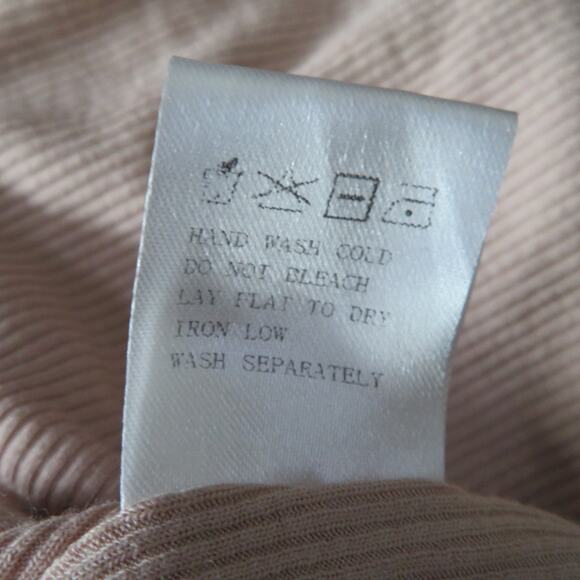 HAND WASH COLD
DO NOT BLEACH
LAY FLAT TO DRY
IRON LOW
WASH SEPARATELY